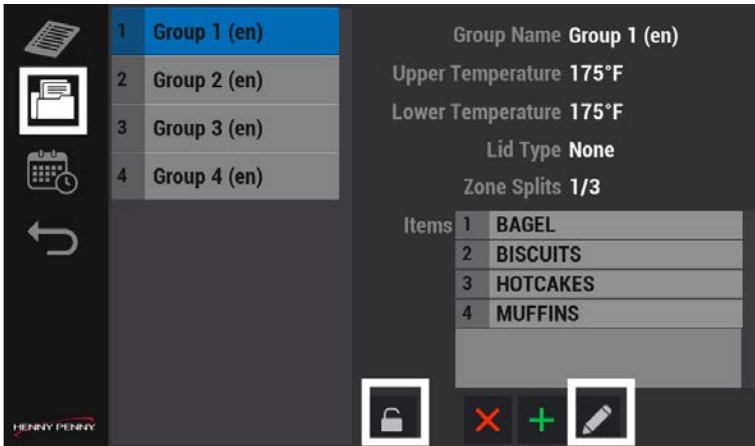 1 Group 1 (en)
2 Group 2 (en)
3 Group 3 (en)
4 Group 4 (en)
Group Name Group 1 (en)
Upper Temperature 175°F
Lower Temperature 175°F
Lid Type None
Zone Splits 1/3
Items 1 BAGEL
2 BISCUITS
3 HOTCAKES
4 MUFFINS
HENNY PENNY